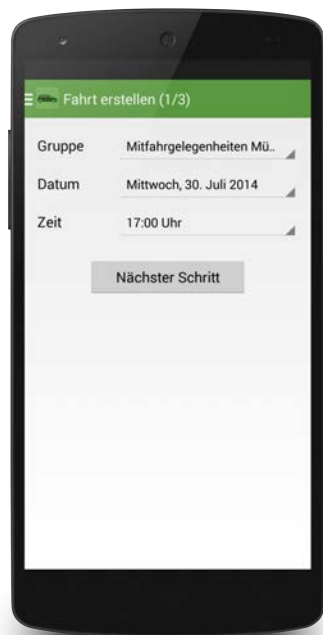 Fahrt erstellen (1/3)
Gruppe Mitfahrgelegenheiten Mü..
Datum Mittwoch, 30. Juli 2014
Zeit 17:00 Uhr
Nächster Schritt